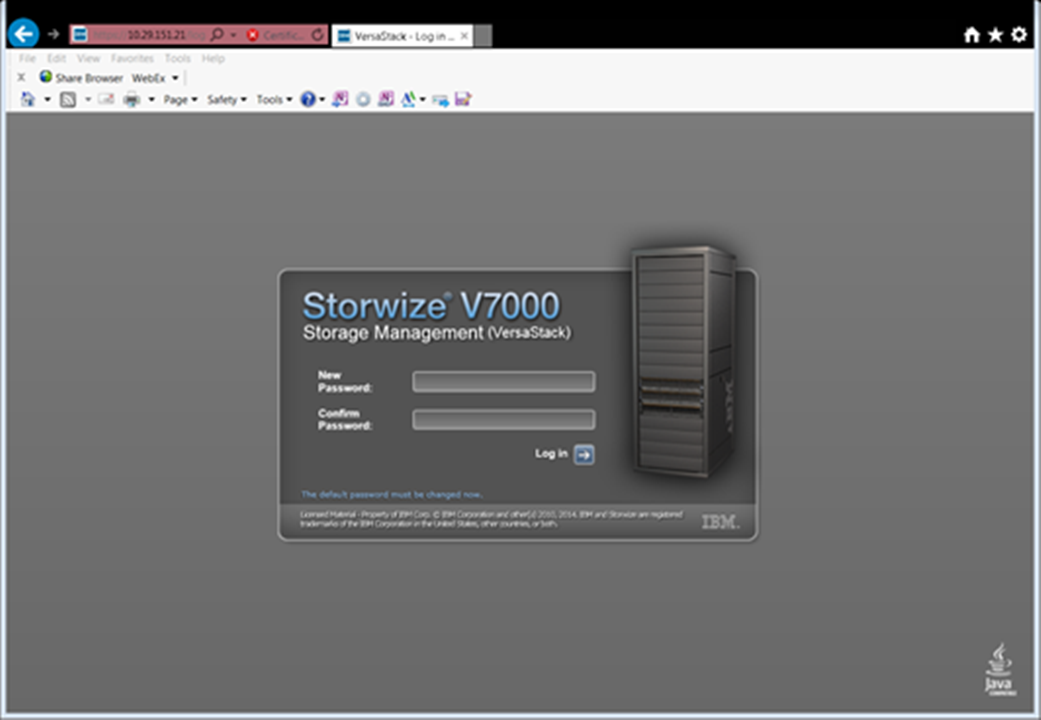 10.29.151.21
Certific...
VersaStack - Log in ...
File Edit View Favorites Tools Help
X Share Browser WebEx
Page Safety Tools
Storwize® V7000
Storage Management (VersaStack)
New
Password:
Confirm
Password:
Log in
The default password must be changed now.
Licensed Material - Property of IBM Corp. © IBM Corporation and other(s) 2010, 2014. IBM and Storwize are registered
trademarks of the IBM Corporation in the United States, other countries, or both.
IBM.
Java